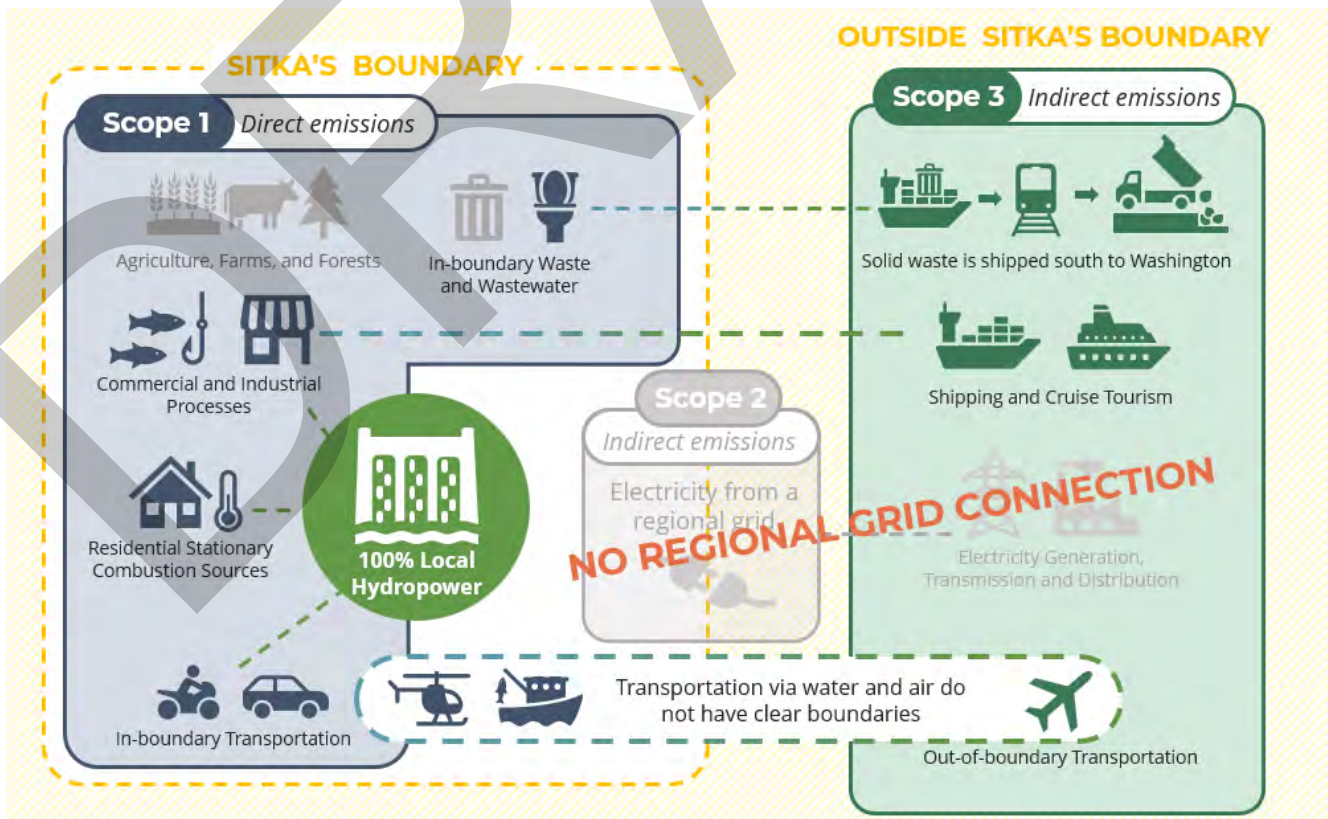 SITKA'S BOUNDARY
OUTSIDE SITKA'S BOUNDARY
Scope 1 Direct emissions
Agriculture, Farms, and Forests
In-boundary Waste
and Wastewater
Commercial and Industrial
Processes
Residential Stationary
Combustion Sources
100% Local
Hydropower
In-boundary Transportation
Scope 2
Indirect emissions
Electricity from a
regional grid
NO REGIONAL GRID CONNECTION
Transportation via water and air do
not have clear boundaries
Scope 3 Indirect emissions
Solid waste is shipped south to Washington
Shipping and Cruise Tourism
Electricity Generation,
Transmission and Distribution
Out-of-boundary Transportation